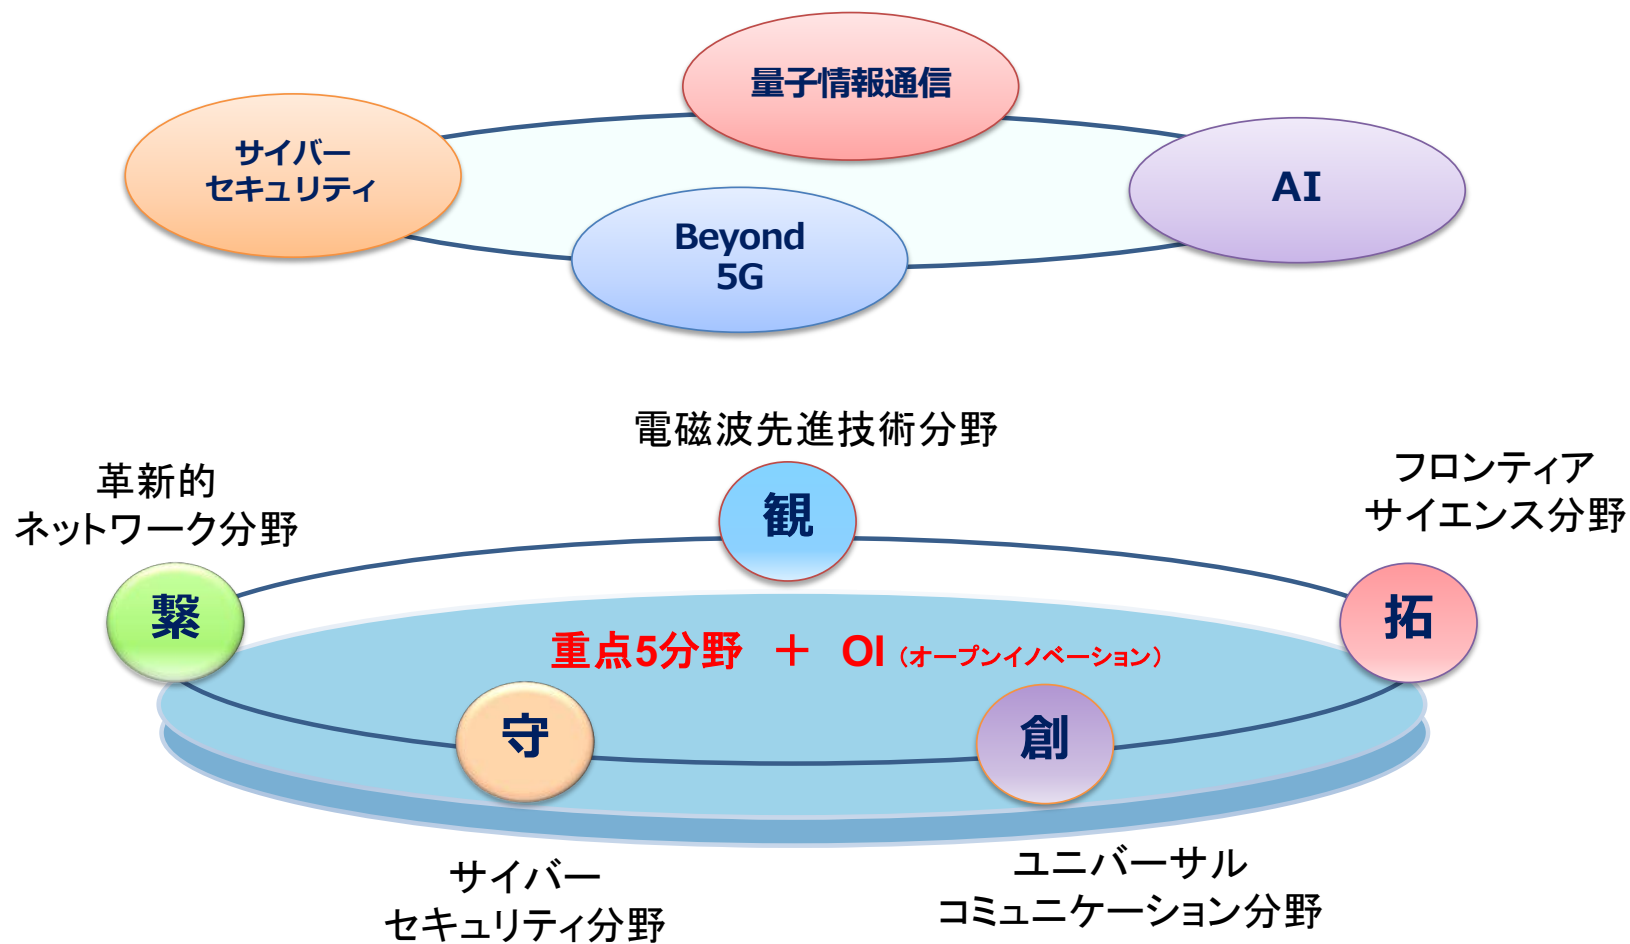 量子情報通信
サイバー
セキュリティ
AI
Beyond
5G
電磁波先進技術分野
革新的
ネットワーク分野
フロンティア
サイエンス分野
観
繋
拓
重点5分野 ＋ OI（オープンイノベーション）
守
創
サイバー
セキュリティ分野
ユニバーサル
コミュニケーション分野